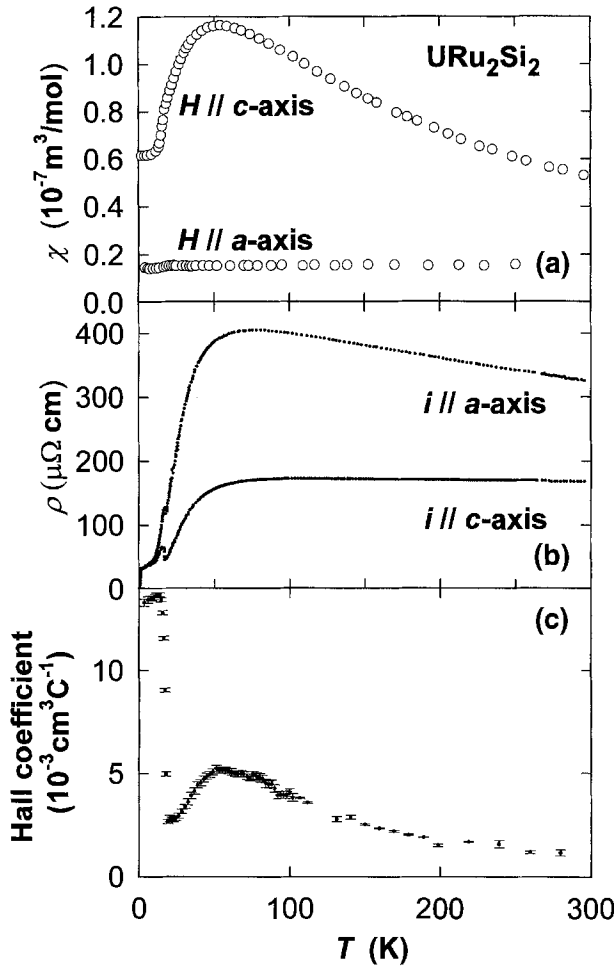 1.2
1.0
0.8
0.6
0.4
0.2
0.0
χ (10⁻⁷m³/mol)
URu₂Si₂
H // c-axis
H // a-axis
(a)
400
300
200
100
0
ρ (μΩ cm)
i // a-axis
i // c-axis
(b)
10
5
0
Hall coefficient
(10⁻³cm³C⁻¹)
(c)
0 100 200 300
T (K)